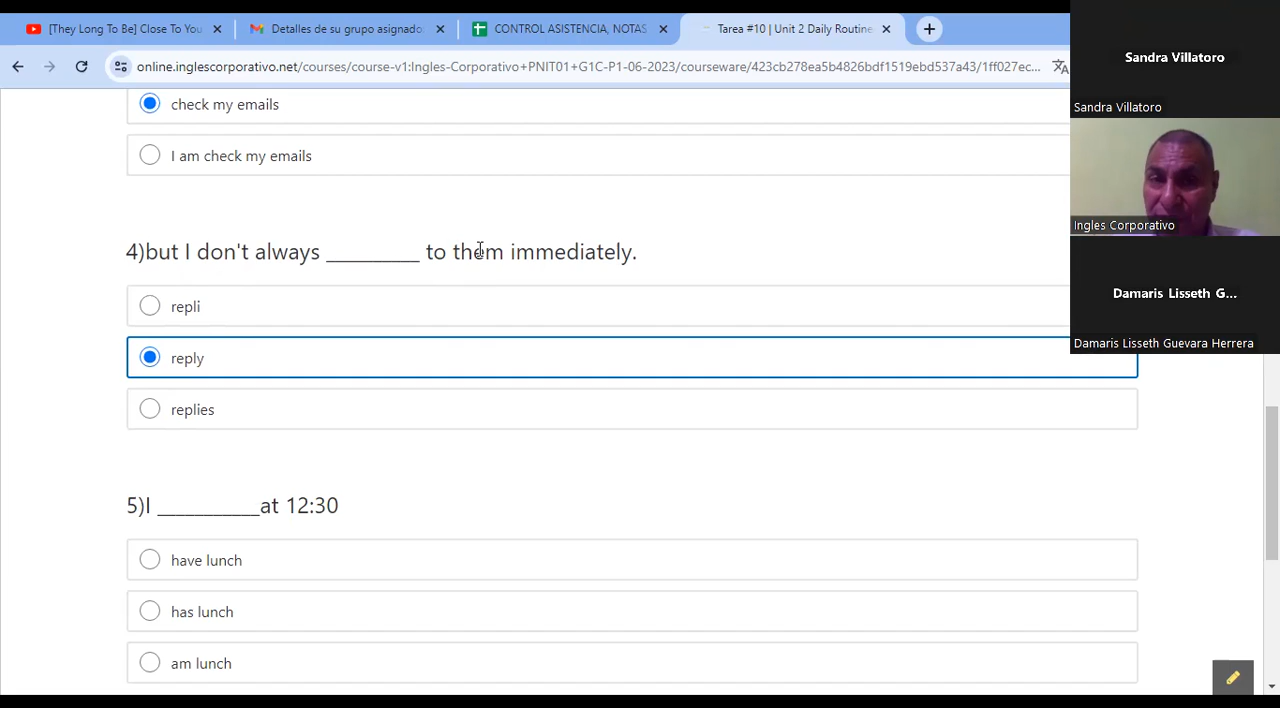 [They Long To Be] Close To You
Detalles de su grupo asignado
CONTROL ASISTENCIA, NOTAS
Tarea #10 | Unit 2 Daily Routine
online.inglescorporativo.net/courses/course-v1:Ingles-Corporativo+PNIT01+G1C-P1-06-2023/courseware/423cb278ea5b4826bdf1519ebd537a43/1ff027ec...
check my emails
I am check my emails
4)but I don't always __________ to them immediately.
repli
reply
replies
5)I ___________at 12:30
have lunch
has lunch
am lunch
Sandra Villatoro
Sandra Villatoro
Ingles Corporativo
Damaris Lisseth G...
Damaris Lisseth Guevara Herrera